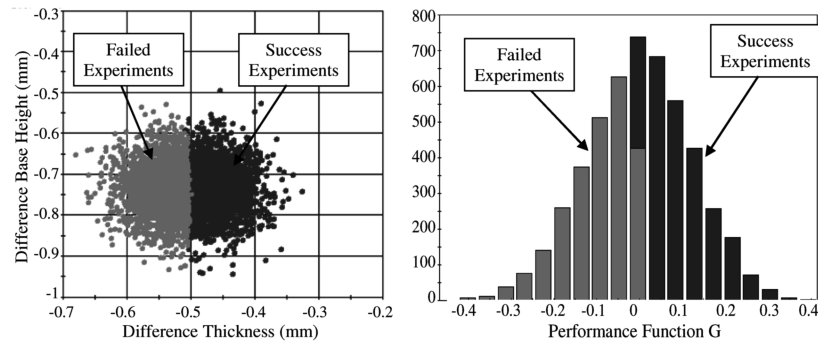 -0.3
-0.4
-0.5
-0.6
-0.7
-0.8
-0.9
-1
Difference Base Height (mm)
Failed
Experiments
Success
Experiments
-0.7 -0.6 -0.5 -0.4 -0.3 -0.2
Difference Thickness (mm)
800
700
600
500
400
300
200
100
0
Failed
Experiments
Success
Experiments
-0.4 -0.3 -0.2 -0.1 0 0.1 0.2 0.3 0.4
Performance Function G